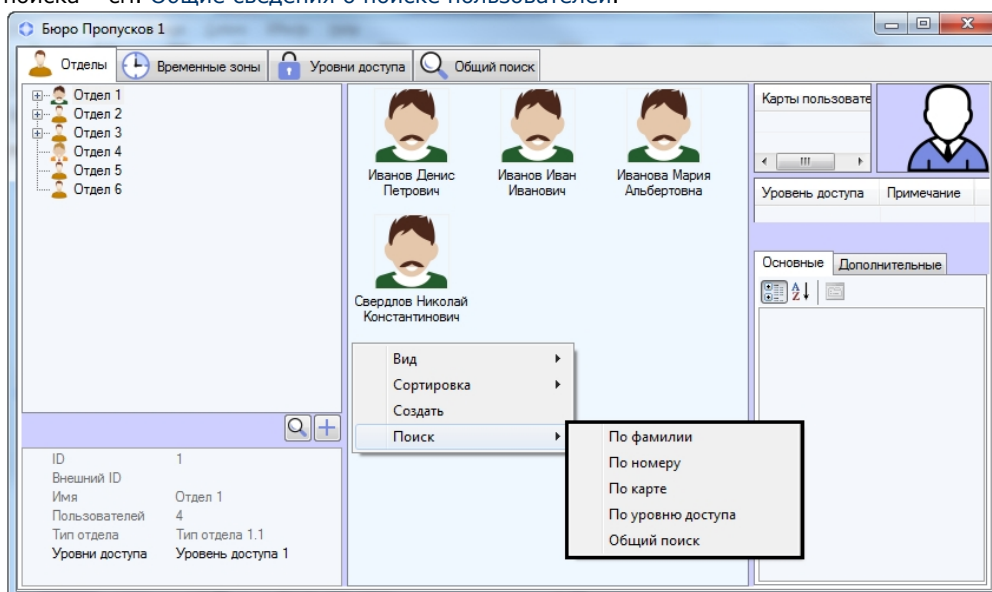 поиска – см. Общие сведения о поиске пользователей.
Бюро Пропусков 1
Отделы
Временные зоны
Уровни доступа
Общий поиск
Отдел 1
Отдел 2
Отдел 3
Отдел 4
Отдел 5
Отдел 6
Иванов Денис
Петрович
Иванов Иван
Иванович
Иванова Мария
Альбертовна
Свердлов Николай
Константинович
Вид
Сортировка
Создать
Поиск
По фамилии
По номеру
По карте
По уровню доступа
Общий поиск
Карты пользовате
Уровень доступа Примечание
Основные Дополнительные
ID 1
Внешний ID
Имя Отдел 1
Пользователей 4
Тип отдела Тип отдела 1.1
Уровни доступа Уровень доступа 1